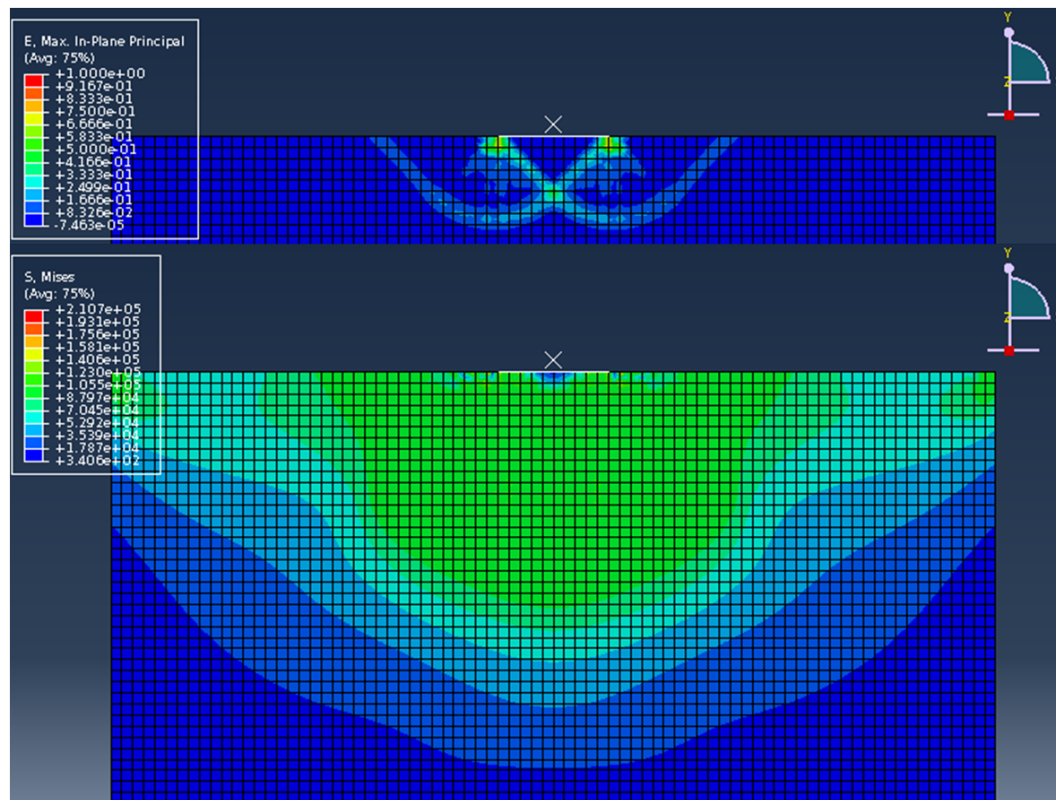 E, Max. In-Plane Principal
(Avg: 75%)
+1.000e+00
+9.167e-01
+8.333e-01
+7.500e-01
+6.666e-01
+5.833e-01
+5.000e-01
+4.166e-01
+3.333e-01
+2.499e-01
+1.666e-01
+8.326e-02
-7.463e-05
Y
Z
S, Mises
(Avg: 75%)
+2.107e+05
+1.931e+05
+1.756e+05
+1.581e+05
+1.406e+05
+1.230e+05
+1.055e+05
+8.797e+04
+7.045e+04
+5.292e+04
+3.539e+04
+1.787e+04
+3.406e+02
Y
Z